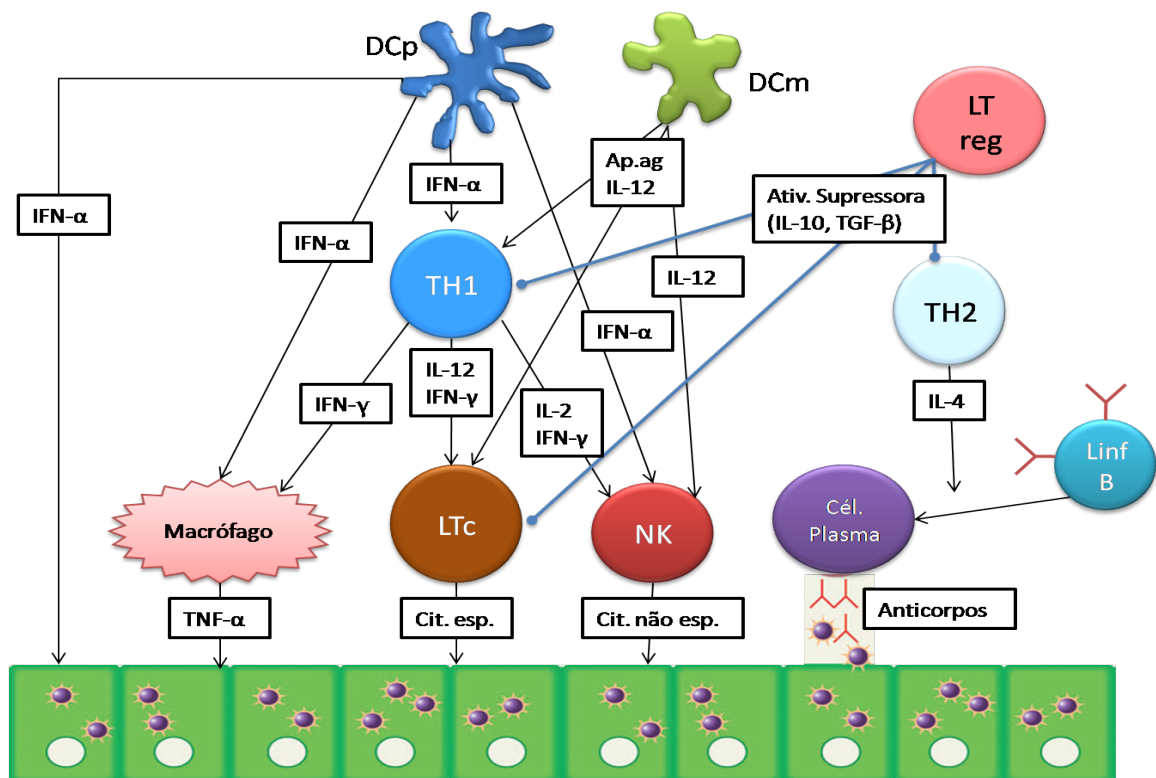 DCp
DCm
LT
reg
Ap.ag
IL-12
IFN-α
Ativ. Supressora
(IL-10, TGF-β)
IFN-α
IFN-α
TH1
IL-12
TH2
IFN-α
IL-12
IFN-γ
IFN-γ
IL-2
IFN-γ
IL-4
Linf
B
Macrófago
LTc
NK
Cél.
Plasma
TNF-α
Cit. esp.
Cit. não esp.
Anticorpos